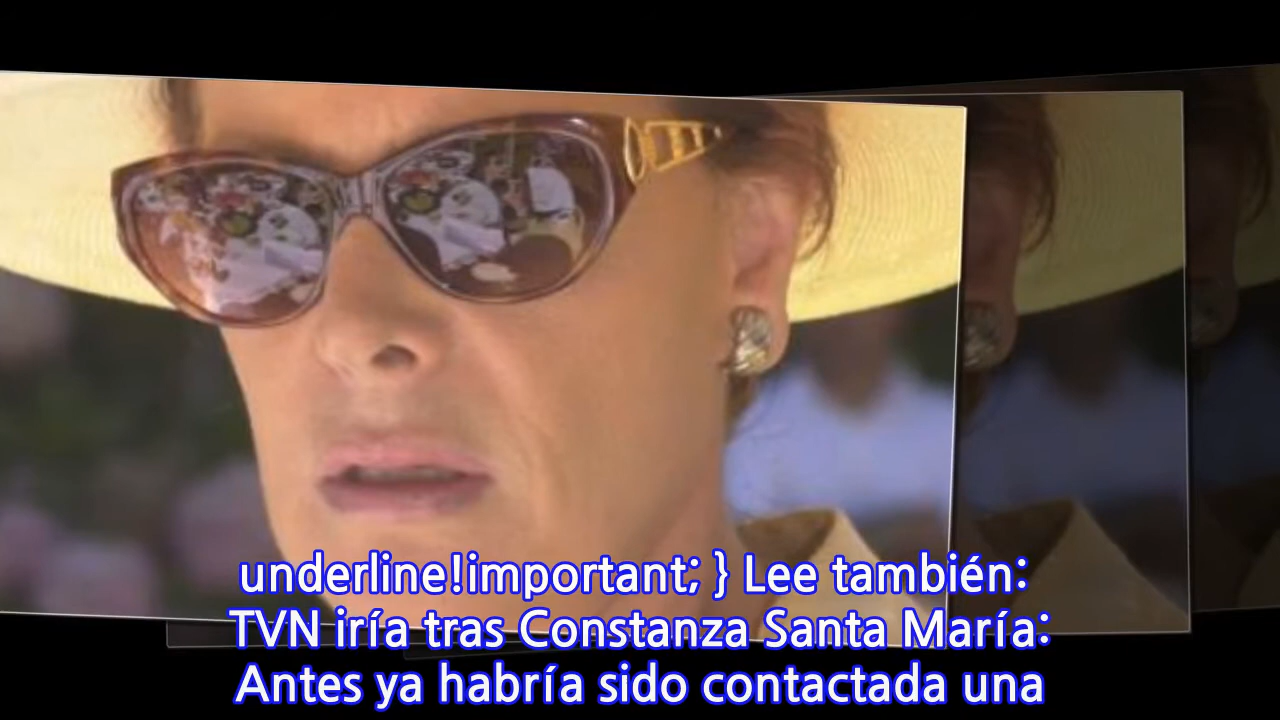 underline!important; } Lee también:
TVN iría tras Constanza Santa María:
Antes ya habría sido contactada una